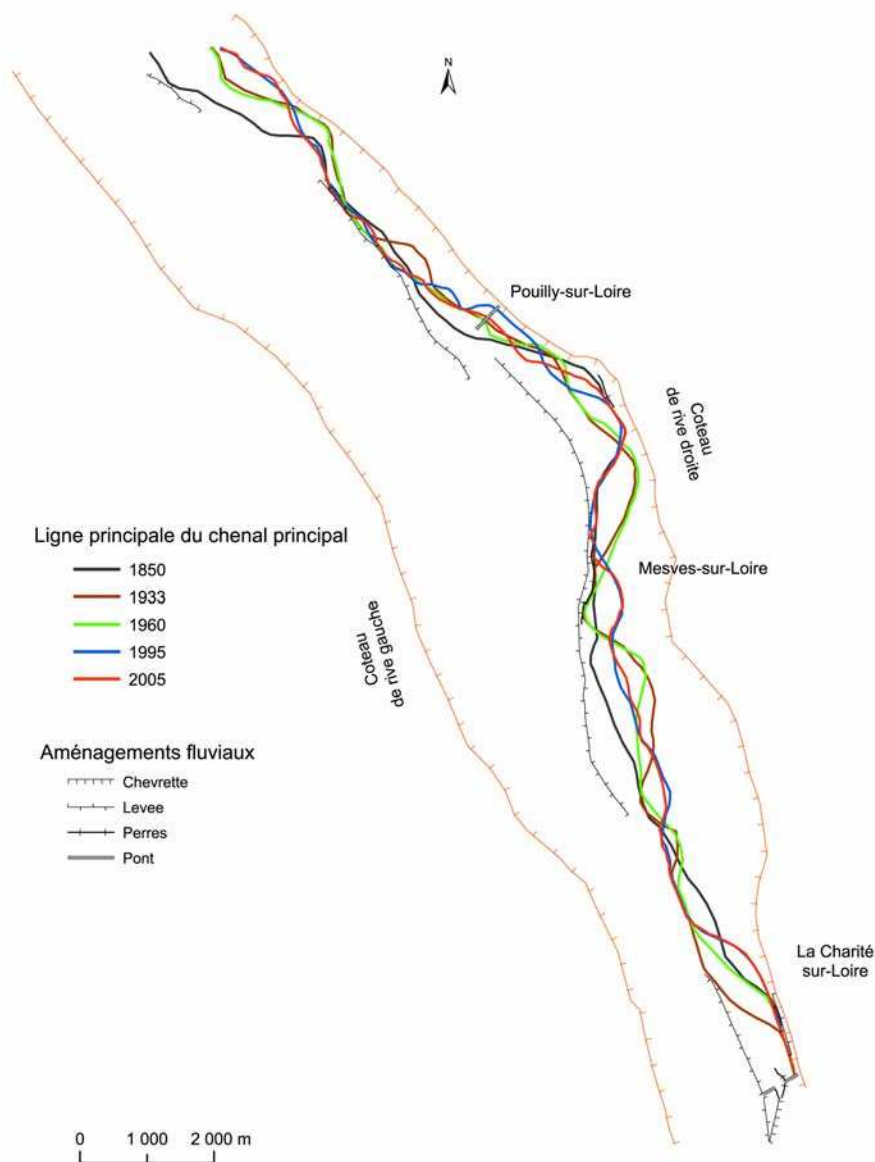 N
Pouilly-sur-Loire
Coteau
de rive droite
Ligne principale du chenal principal
1850
1933
1960
1995
2005
Mesves-sur-Loire
Coteau
de rive gauche
Aménagements fluviaux
Chevrette
Levee
Perres
Pont
La Charité
sur-Loire
0 1 000 2 000 m